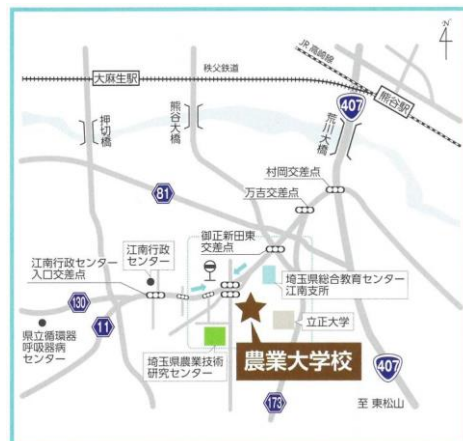 N
JR 高崎線
秩父鉄道
大麻生駅
407
熊谷駅
押切橋
熊谷大橋
荒川大橋
村岡交差点
81
万吉交差点
御正新田東
交差点
江南行政センター
入口交差点
江南行政
センター
埼玉県総合教育センター
江南支所
130
11
立正大学
県立循環器
呼吸器病
センター
埼玉県農業技術
研究センター
農業大学校
407
173
至 東松山